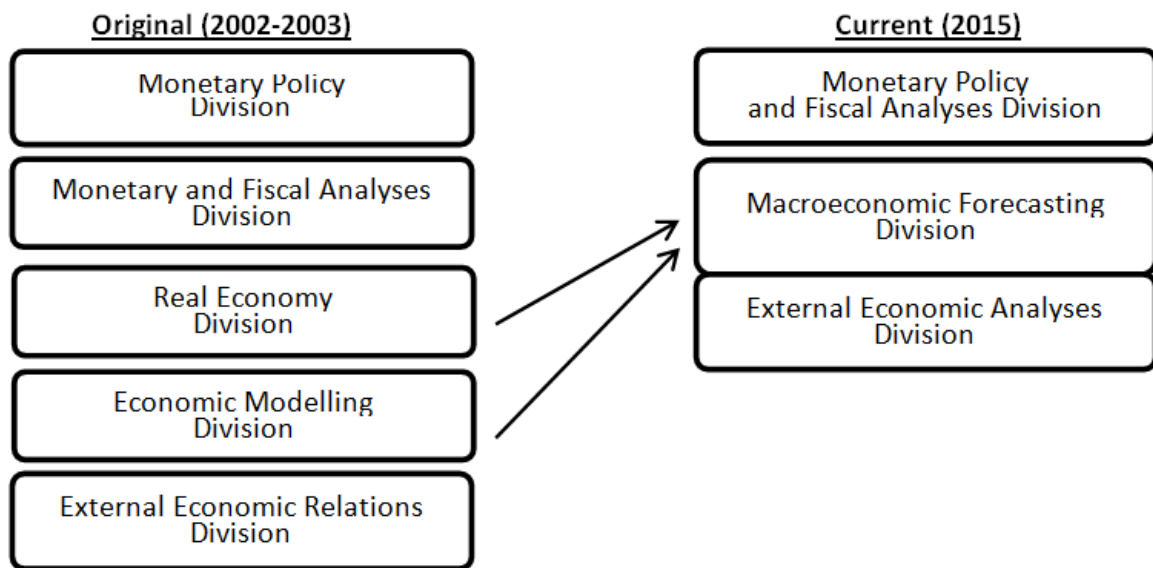 Original (2002-2003)
Monetary Policy
Division
Monetary and Fiscal Analyses
Division
Real Economy
Division
Economic Modelling
Division
External Economic Relations
Division
Current (2015)
Monetary Policy
and Fiscal Analyses Division
Macroeconomic Forecasting
Division
External Economic Analyses
Division